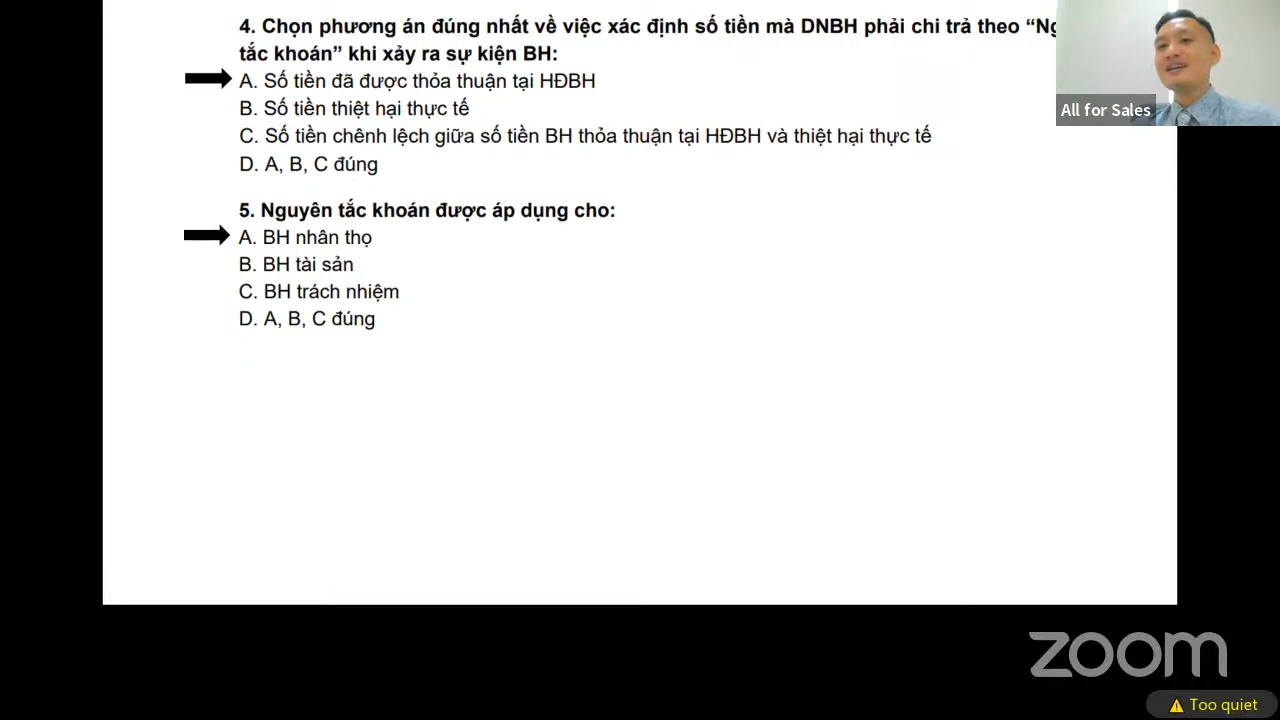 4. Chọn phương án đúng nhất về việc xác định số tiền mà DNBH phải chi trả theo “Ng
tắc khoán” khi xảy ra sự kiện BH:
A. Số tiền đã được thỏa thuận tại HĐBH
B. Số tiền thiệt hại thực tế
C. Số tiền chênh lệch giữa số tiền BH thỏa thuận tại HĐBH và thiệt hại thực tế
D. A, B, C đúng
5. Nguyên tắc khoán được áp dụng cho:
A. BH nhân thọ
B. BH tài sản
C. BH trách nhiệm
D. A, B, C đúng
All for Sales
zoom
Too quiet